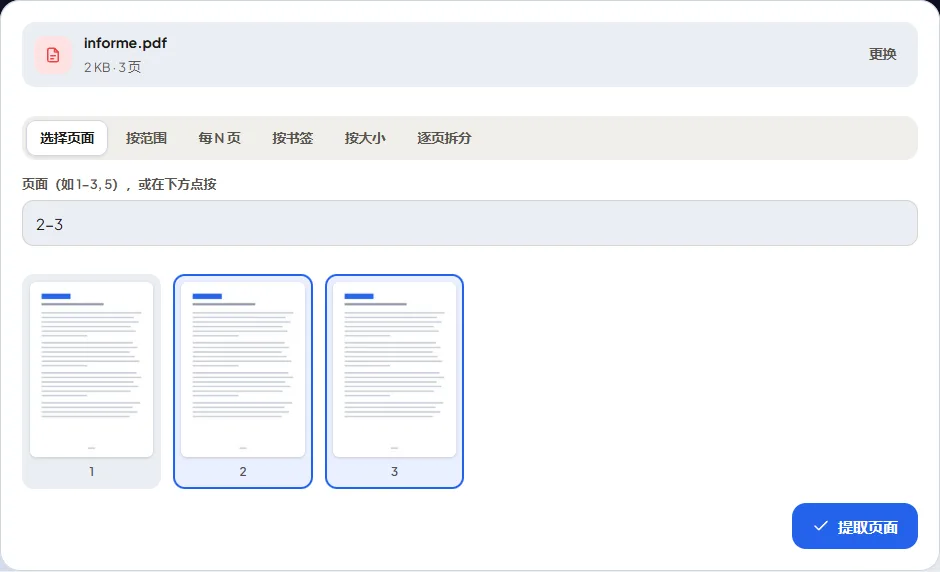 informe.pdf
2 KB · 3 页
更换
选择页面 按范围 每 N 页 按书签 按大小 逐页拆分
页面（如 1–3, 5），或在下方点按
2–3
1 2 3
提取页面